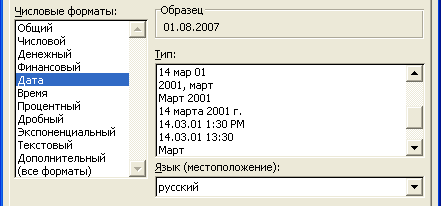 Числовые форматы:
Общий
Числовой
Денежный
Финансовый
Дата
Время
Процентный
Дробный
Экспоненциальный
Текстовый
Дополнительный
(все форматы)
Образец
01.08.2007
Тип:
14 мар 01
2001, март
Март 2001
14 марта 2001 г.
14.03.01 1:30 PM
14.03.01 13:30
Март
Язык (местоположение):
русский